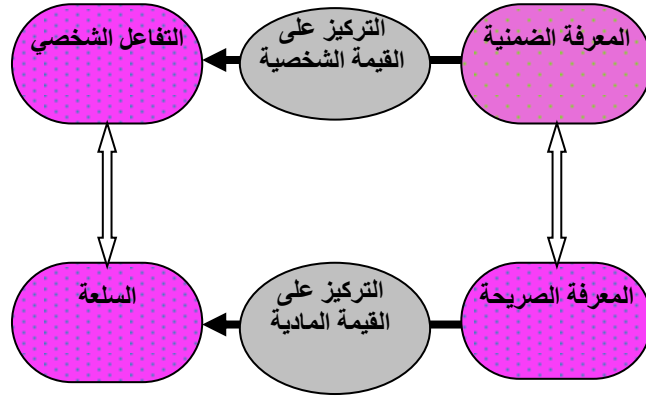 المعرفة الضمنية
التركيز على
القيمة الشخصية
التفاعل الشخصي
المعرفة الصريحة
التركيز على
القيمة المادية
السلعة